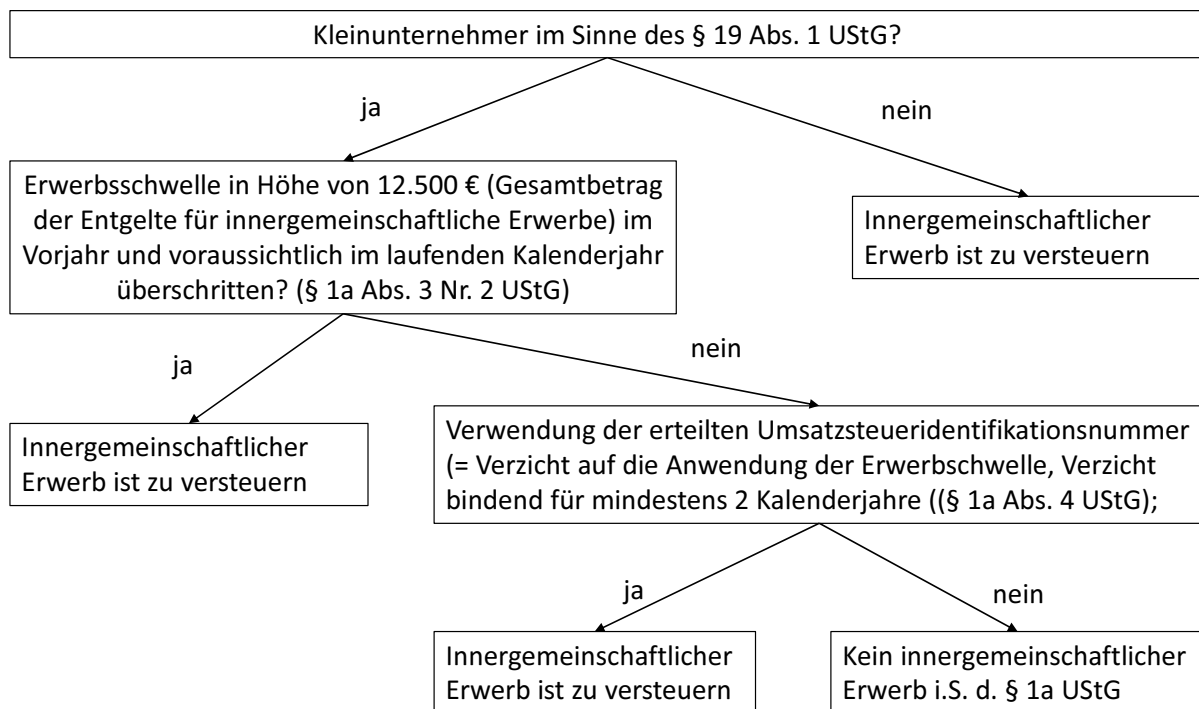 Kleinunternehmer im Sinne des § 19 Abs. 1 UStG?
ja
nein
Erwerbsschwelle in Höhe von 12.500 € (Gesamtbetrag
der Entgelte für innergemeinschaftliche Erwerbe) im
Vorjahr und voraussichtlich im laufenden Kalenderjahr
überschritten? (§ 1a Abs. 3 Nr. 2 UStG)
Innergemeinschaftlicher
Erwerb ist zu versteuern
ja
nein
Innergemeinschaftlicher
Erwerb ist zu versteuern
Verwendung der erteilten Umsatzsteueridentifikationsnummer
(= Verzicht auf die Anwendung der Erwerbschwelle, Verzicht
bindend für mindestens 2 Kalenderjahre ((§ 1a Abs. 4 UStG);
ja
nein
Innergemeinschaftlicher
Erwerb ist zu versteuern
Kein innergemeinschaftlicher
Erwerb i.S. d. § 1a UStG